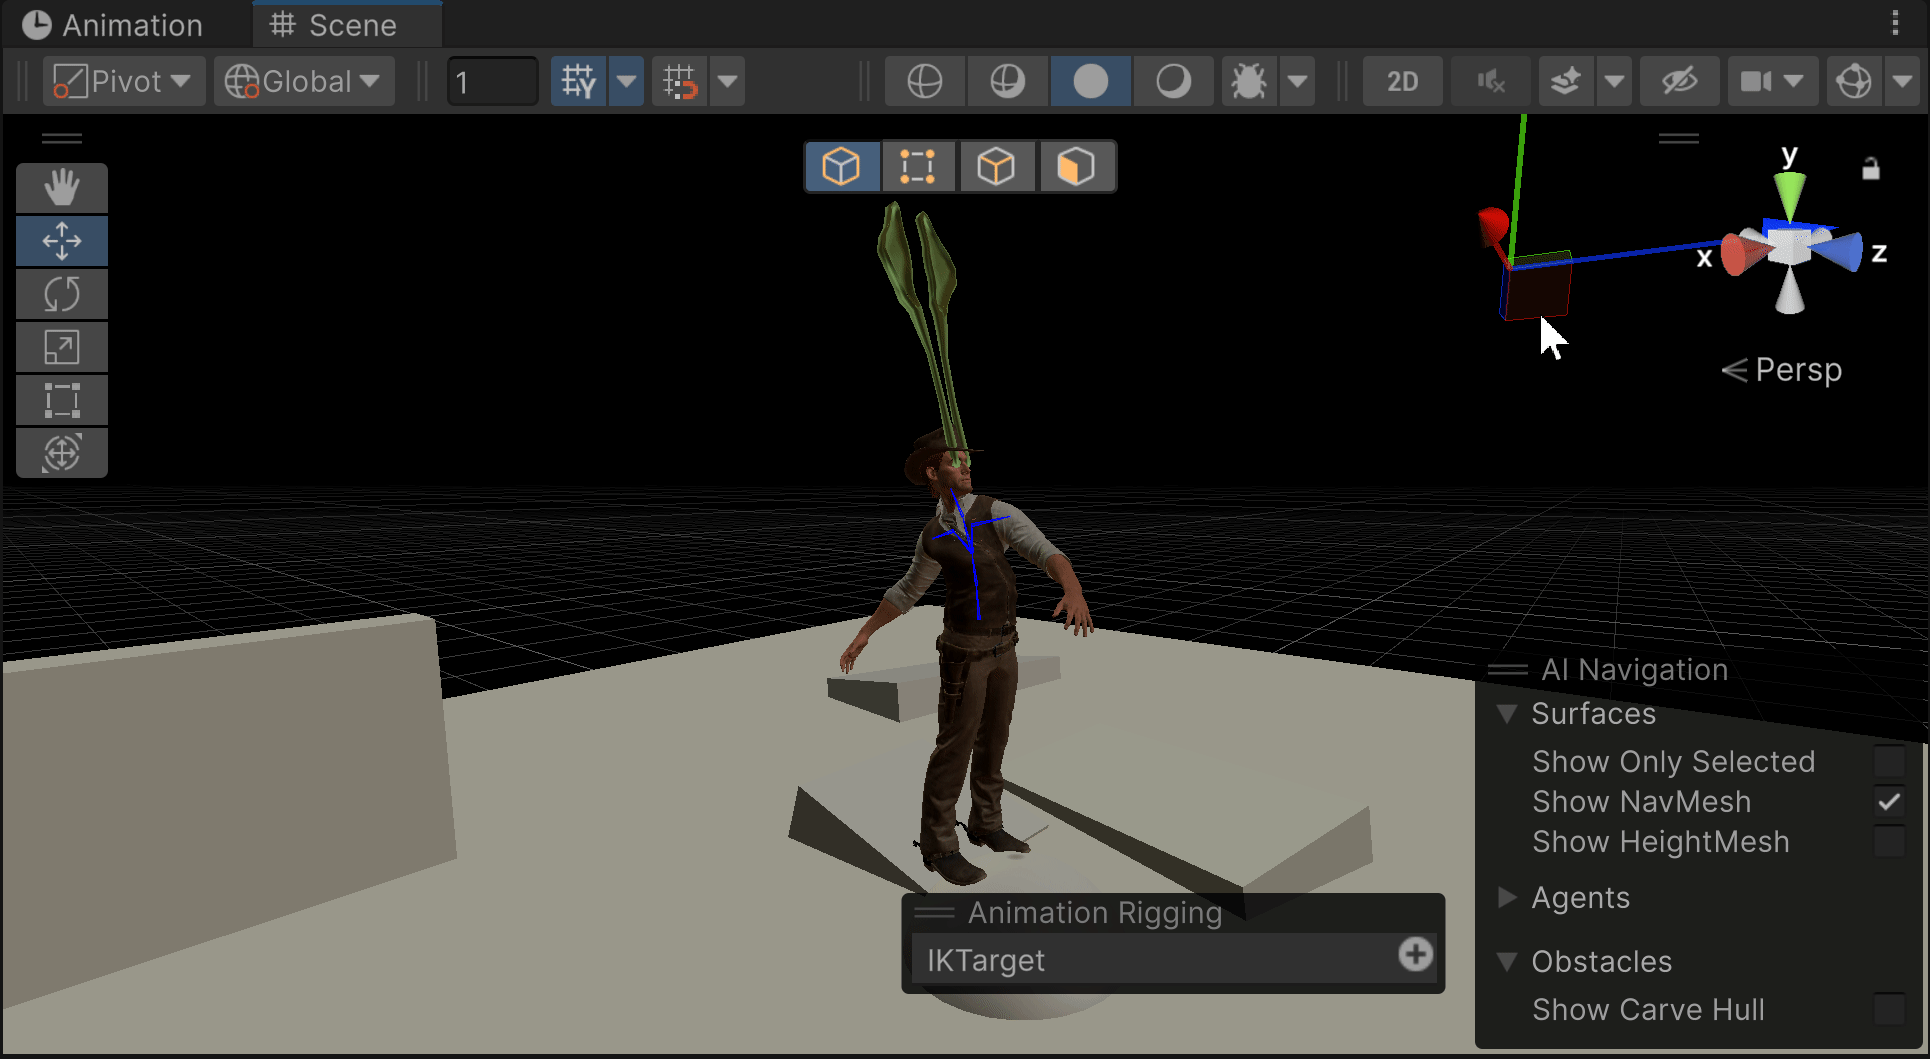 Animation
Scene
Pivot
Global
1
2D
y
x
z
Persp
AI Navigation
Surfaces
Show Only Selected
Show NavMesh
Show HeightMesh
Agents
Obstacles
Show Carve Hull
Animation Rigging
IKTarget